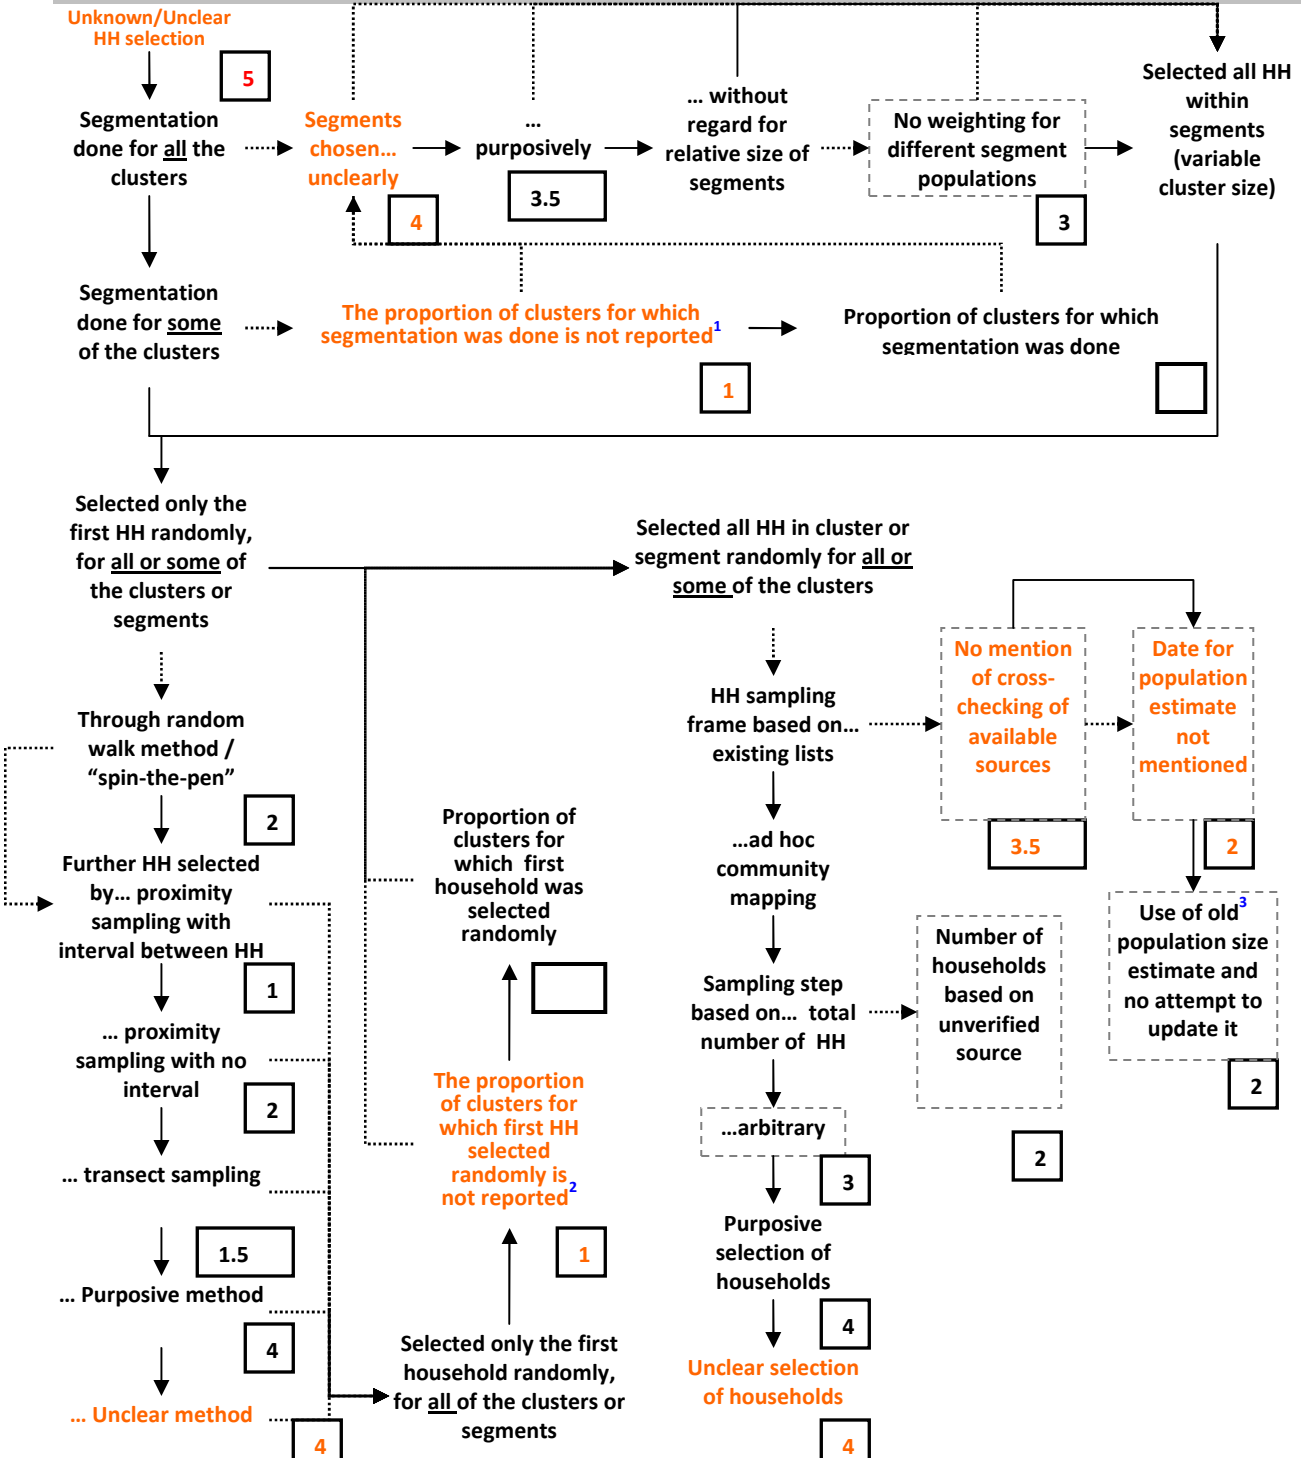 Unknown/Unclear
HH selection
5
Segmentation
done for all the
clusters
Segments
chosen…
unclearly
4
…
purposively
3.5
… without
regard for
relative size of
segments
No weighting for
different segment
populations
3
Selected all HH
within
segments
(variable
cluster size)
Segmentation
done for some
of the clusters
The proportion of clusters for which
segmentation was done is not reported1
1
Proportion of clusters for which
segmentation was done
Selected only the
first HH randomly,
for all or some of
the clusters or
segments
Through random
walk method /
“spin-the-pen”
2
Further HH selected
by… proximity
sampling with
interval between HH
1
… proximity
sampling with no
interval
2
… transect sampling
1.5
… Purposive method
4
… Unclear method
4
Proportion of
clusters for
which first
household was
selected
randomly
The proportion
of clusters for
which first HH
selected
randomly is
not reported2
1
Selected only the first
household randomly,
for all of the clusters or
segments
Selected all HH in cluster or
segment randomly for all or
some of the clusters
HH sampling
frame based on…
existing lists
…ad hoc
community
mapping
Sampling step
based on… total
number of HH
…arbitrary
3
Purposive
selection of
households
4
Unclear selection
of households
4
No mention
of cross-
checking of
available
sources
3.5
Date for
population
estimate
not
mentioned
2
Number of
households
based on
unverified
source
2
Use of old3
population size
estimate and
no attempt to
update it
2